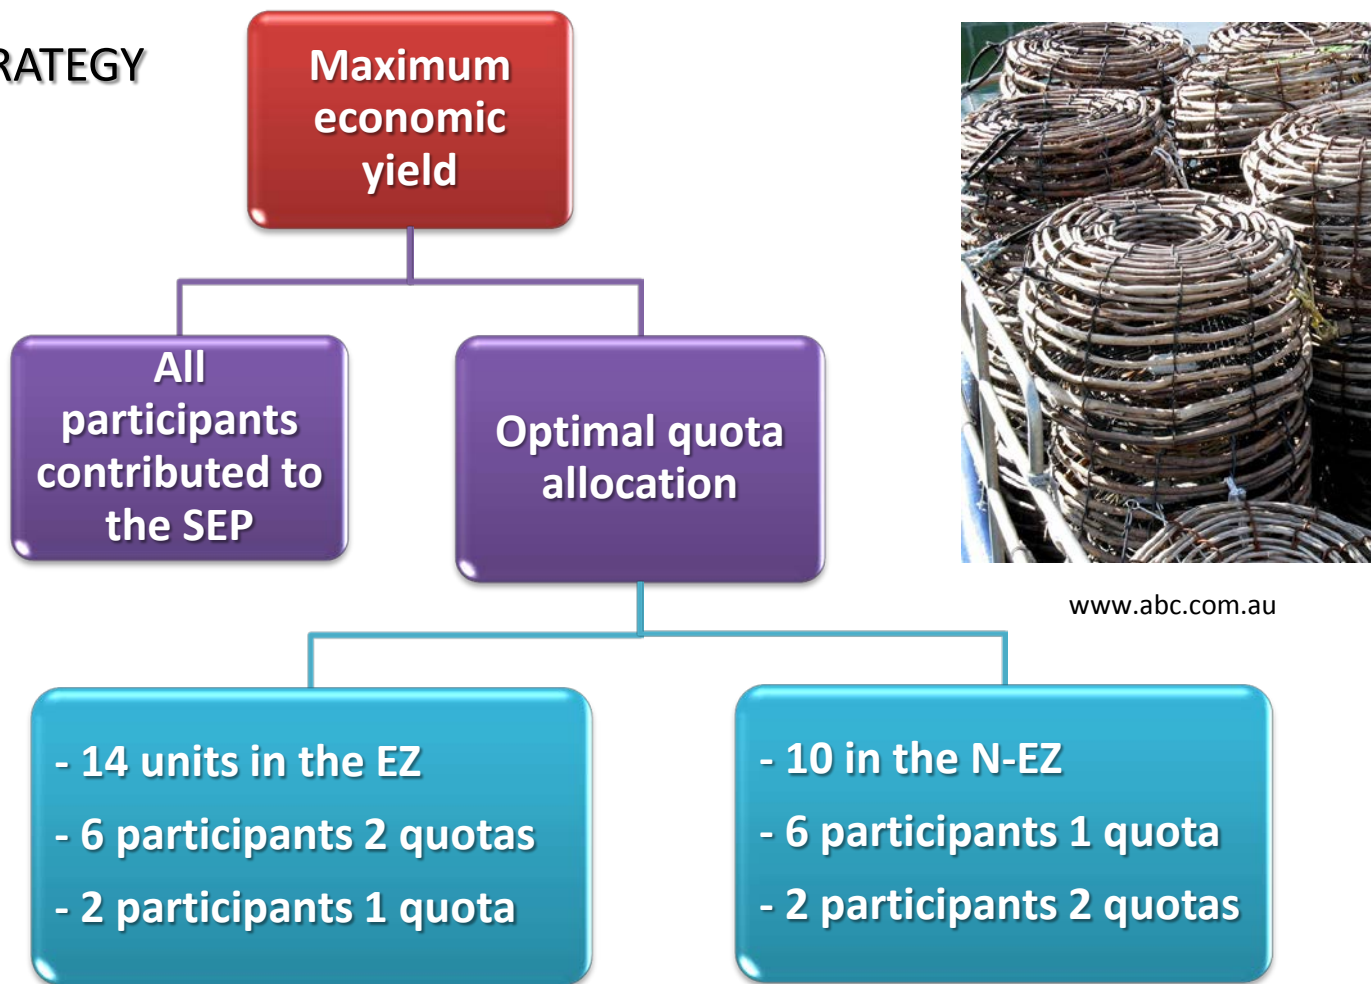 RATEGY
Maximum
economic
yield
All
participants
contributed to
the SEP
Optimal quota
allocation
www.abc.com.au
- 14 units in the EZ
- 6 participants 2 quotas
- 2 participants 1 quota
- 10 in the N-EZ
- 6 participants 1 quota
- 2 participants 2 quotas